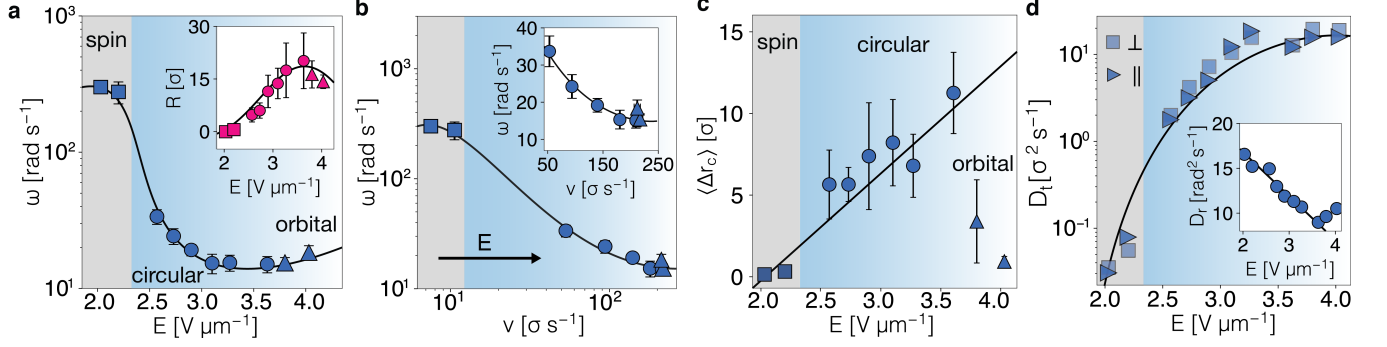 a
ω [rad s⁻¹]
10³
10²
10¹
spin
circular
orbital
2.0 2.5 3.0 3.5 4.0
E [V µm⁻¹]
R [σ]
30
15
0
2 3 4
E [V µm⁻¹]
b
ω [rad s⁻¹]
10³
10²
10¹
E
10¹ 10²
v [σ s⁻¹]
ω [rad s⁻¹]
40
30
20
10
50 150 250
v [σ s⁻¹]
c
⟨Δr_c⟩ [σ]
15
10
5
0
spin
circular
orbital
2.0 2.5 3.0 3.5 4.0
E [V µm⁻¹]
d
D_t [σ² s⁻¹]
10¹
10⁰
10⁻¹
⊥
∥
2.0 2.5 3.0 3.5 4.0
E [V µm⁻¹]
D_r [rad² s⁻¹]
20
15
10
2 3 4
E [V µm⁻¹]